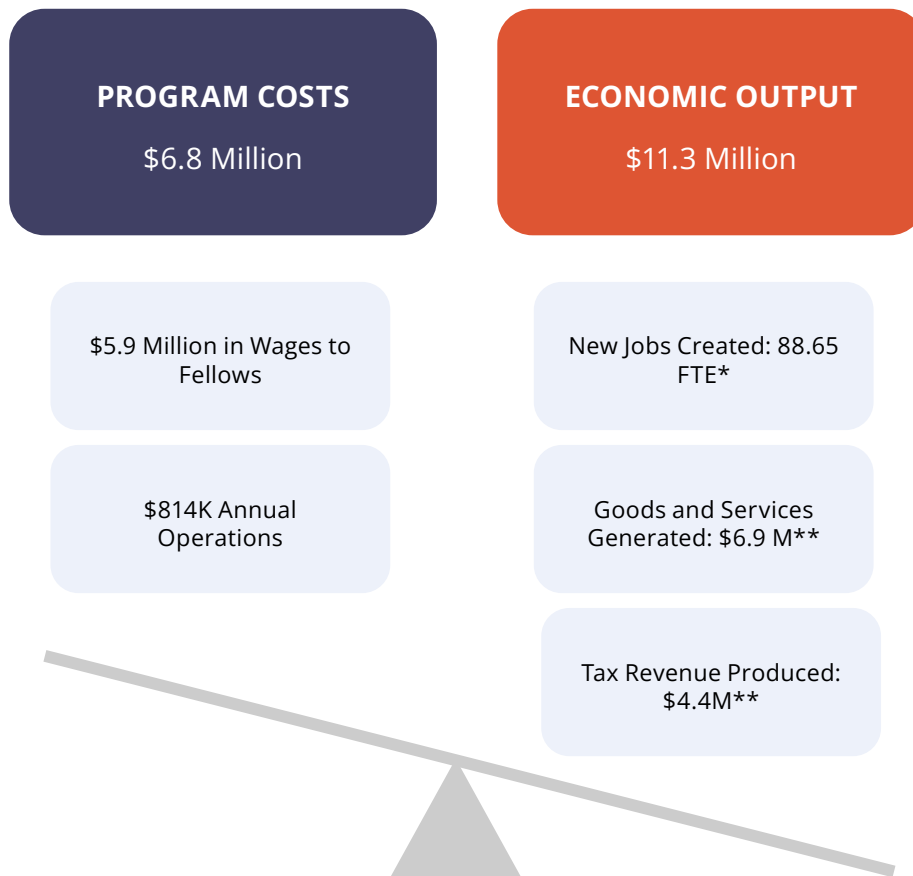 PROGRAM COSTS
$6.8 Million
$5.9 Million in Wages to
Fellows
$814K Annual
Operations
ECONOMIC OUTPUT
$11.3 Million
New Jobs Created: 88.65
FTE*
Goods and Services
Generated: $6.9 M**
Tax Revenue Produced:
$4.4M**